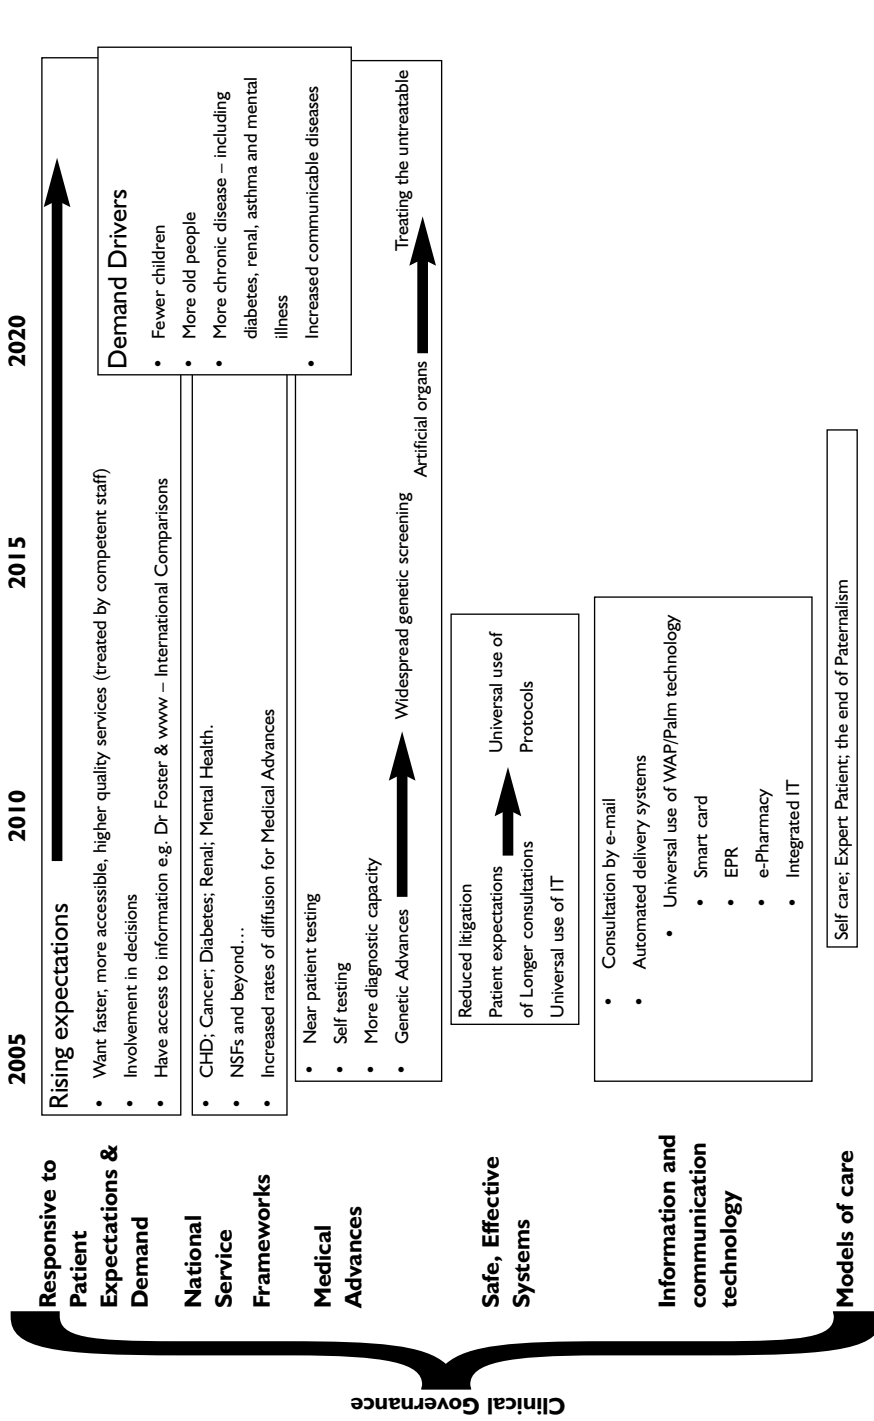 2005 2010 2015 2020
Clinical Governance
Responsive to
Patient
Expectations &
Demand
Rising expectations
• Want faster, more accessible, higher quality services (treated by competent staff)
• Involvement in decisions
• Have access to information e.g. Dr Foster & www – International Comparisons
Demand Drivers
• Fewer children
• More old people
• More chronic disease – including
diabetes, renal, asthma and mental
illness
• Increased communicable diseases
National
Service
Frameworks
• CHD; Cancer; Diabetes; Renal; Mental Health.
• NSFs and beyond…
• Increased rates of diffusion for Medical Advances
Medical
Advances
• Near patient testing
• Self testing
• More diagnostic capacity
• Genetic Advances
Widespread genetic screening
Artificial organs
Treating the untreatable
Safe, Effective
Systems
Reduced litigation
Patient expectations
of Longer consultations
Universal use of IT
Universal use of
Protocols
Information and
communication
technology
• Consultation by e-mail
• Automated delivery systems
• Universal use of WAP/Palm technology
• Smart card
• EPR
• e-Pharmacy
• Integrated IT
Models of care
Self care; Expert Patient; the end of Paternalism